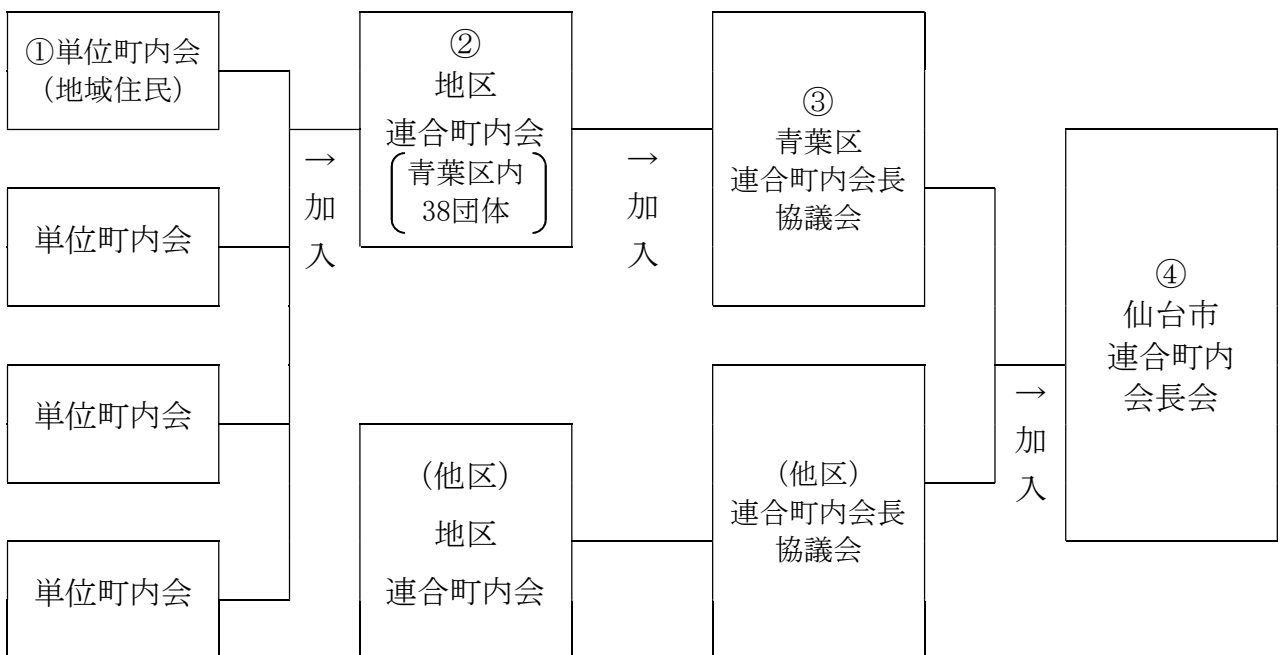 ①単位町内会
（地域住民）
単位町内会
単位町内会
単位町内会
→
加
入
②
地区
連合町内会
青葉区内
38団体
（他区）
地区
連合町内会
→
加
入
③
青葉区
連合町内会長
協議会
（他区）
連合町内会長
協議会
→
加
入
④
仙台市
連合町内
会長会